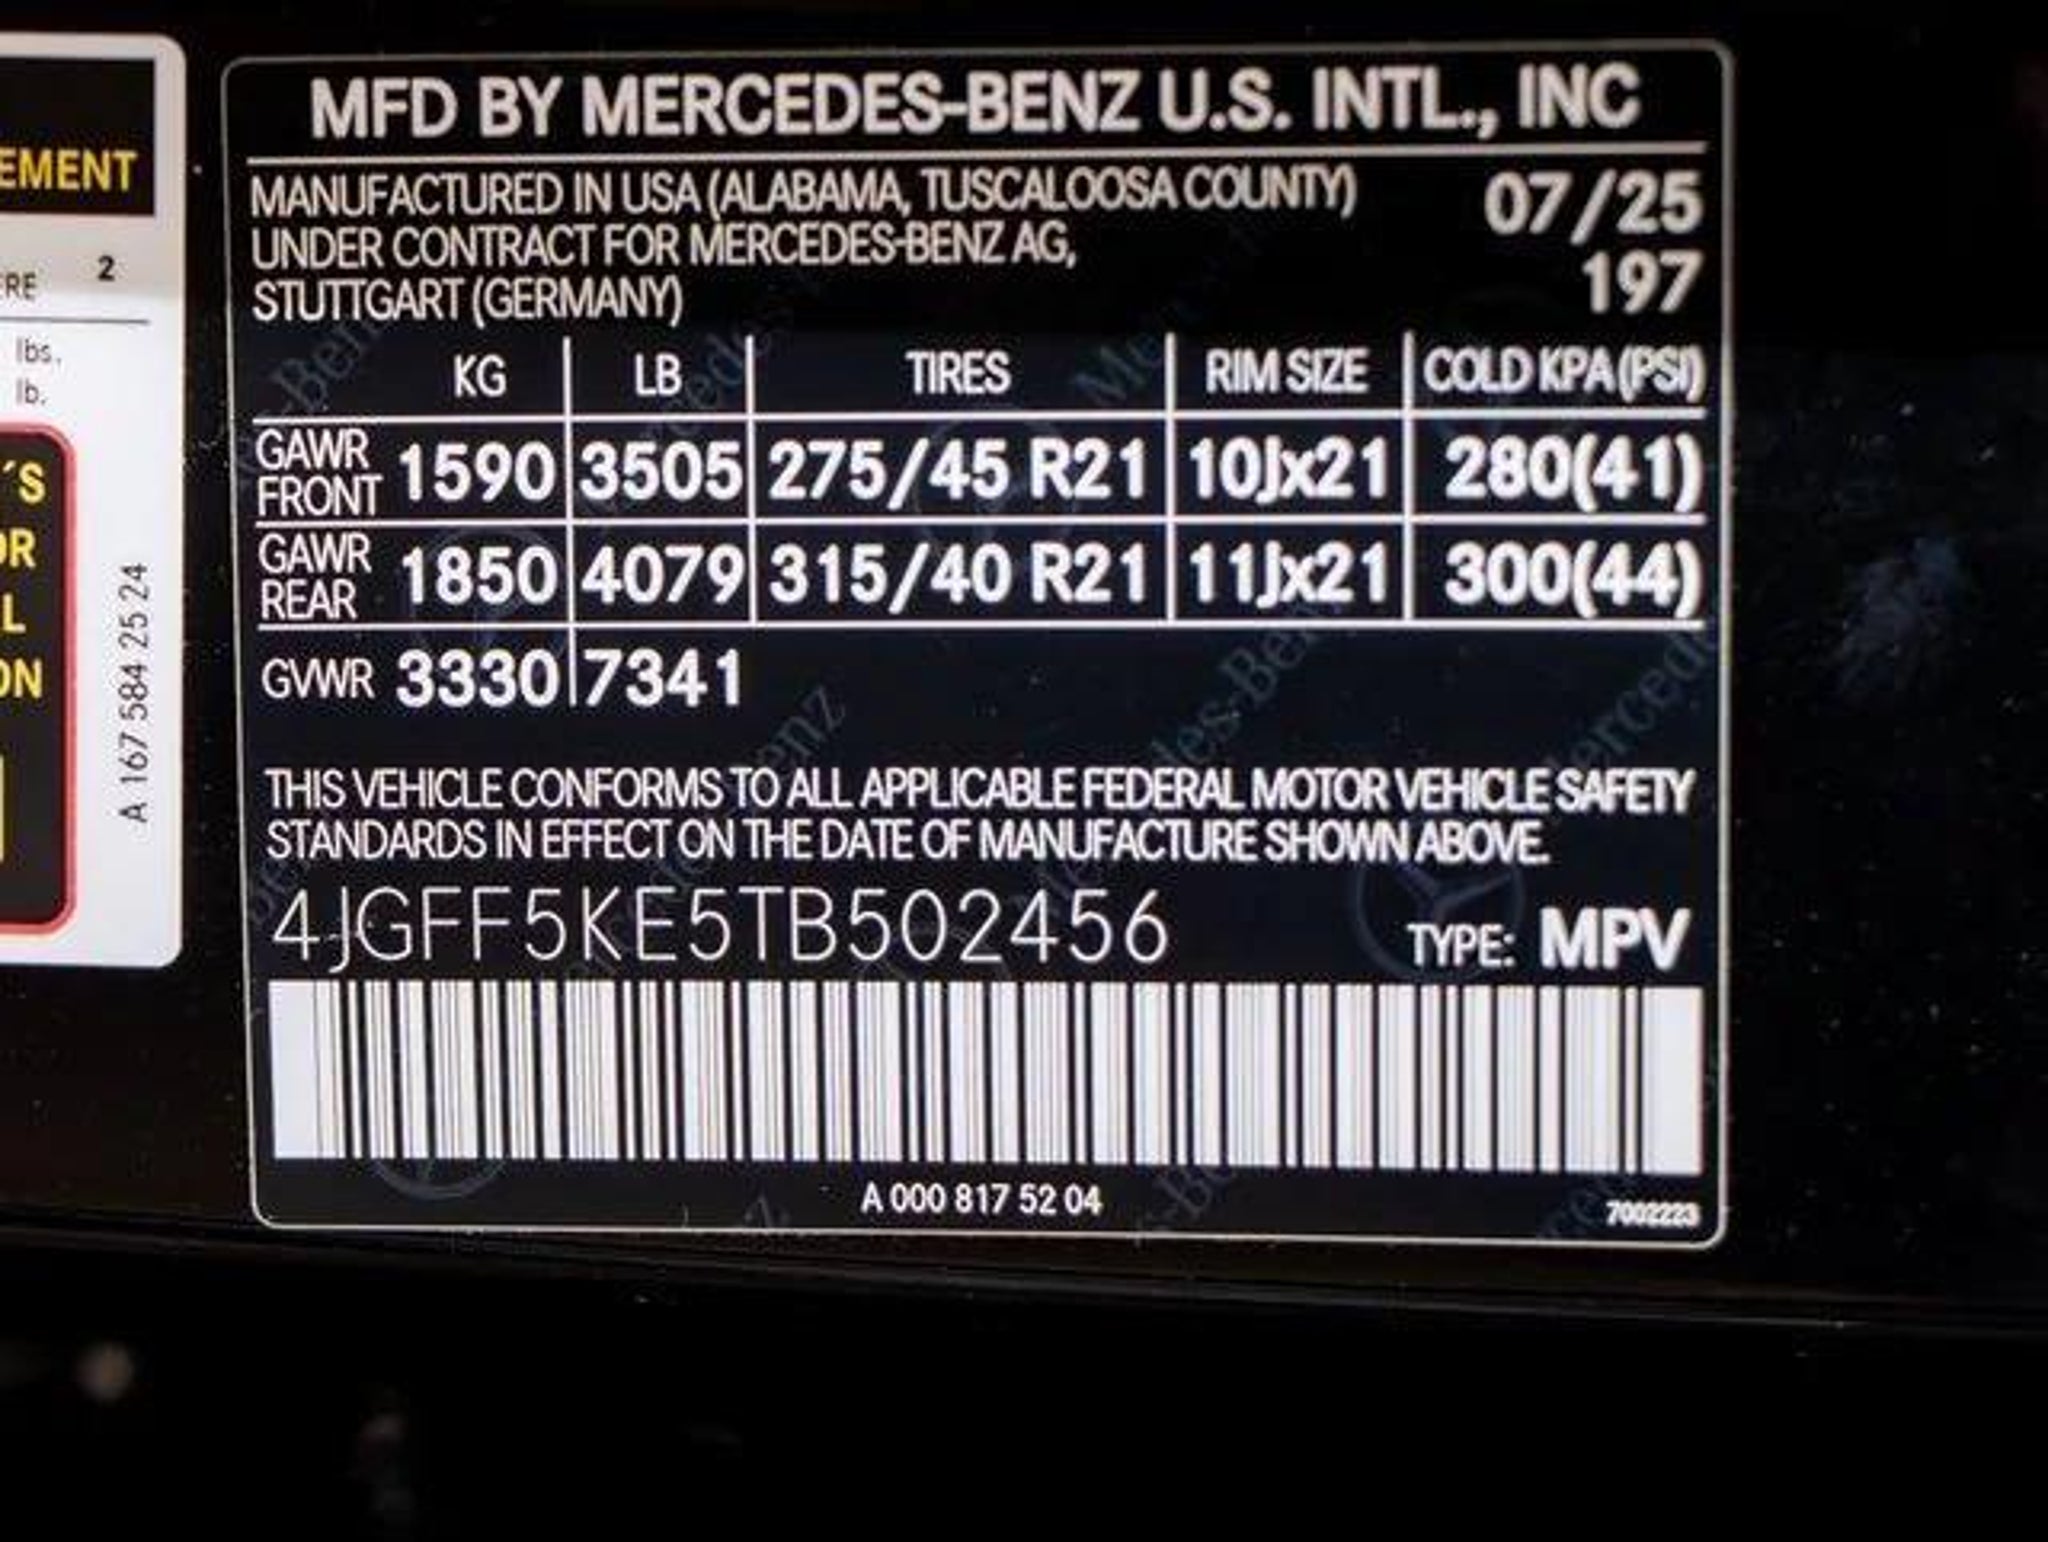 EMENT
ERE 2
lbs.
lb.
´S
OR
L
ON
A 167 584 25 24
MFD BY MERCEDES-BENZ U.S. INTL., INC
MANUFACTURED IN USA (ALABAMA, TUSCALOOSA COUNTY) 07/25
UNDER CONTRACT FOR MERCEDES-BENZ AG, 197
STUTTGART (GERMANY)
KG LB TIRES RIM SIZE COLD KPA (PSI)
GAWR FRONT 1590 3505 275/45 R21 10Jx21 280(41)
GAWR REAR 1850 4079 315/40 R21 11Jx21 300(44)
GVWR 3330 7341
THIS VEHICLE CONFORMS TO ALL APPLICABLE FEDERAL MOTOR VEHICLE SAFETY
STANDARDS IN EFFECT ON THE DATE OF MANUFACTURE SHOWN ABOVE.
4JGFF5KE5TB502456 TYPE: MPV
A 000 817 52 04 7002223